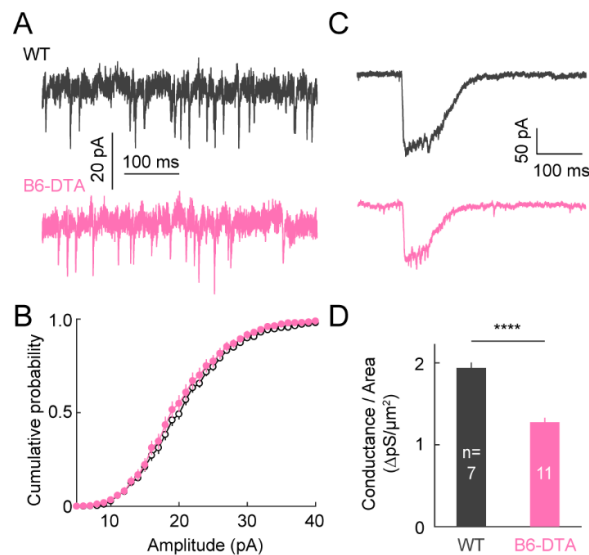 A
WT
20 pA
100 ms
B6-DTA
C
50 pA
100 ms
B
Cumulative probability
1.0
0.5
0
10
20
30
40
Amplitude (pA)
D
****
Conductance / Area
(ΔpS/µm²)
2
1
0
n=
7
11
WT
B6-DTA